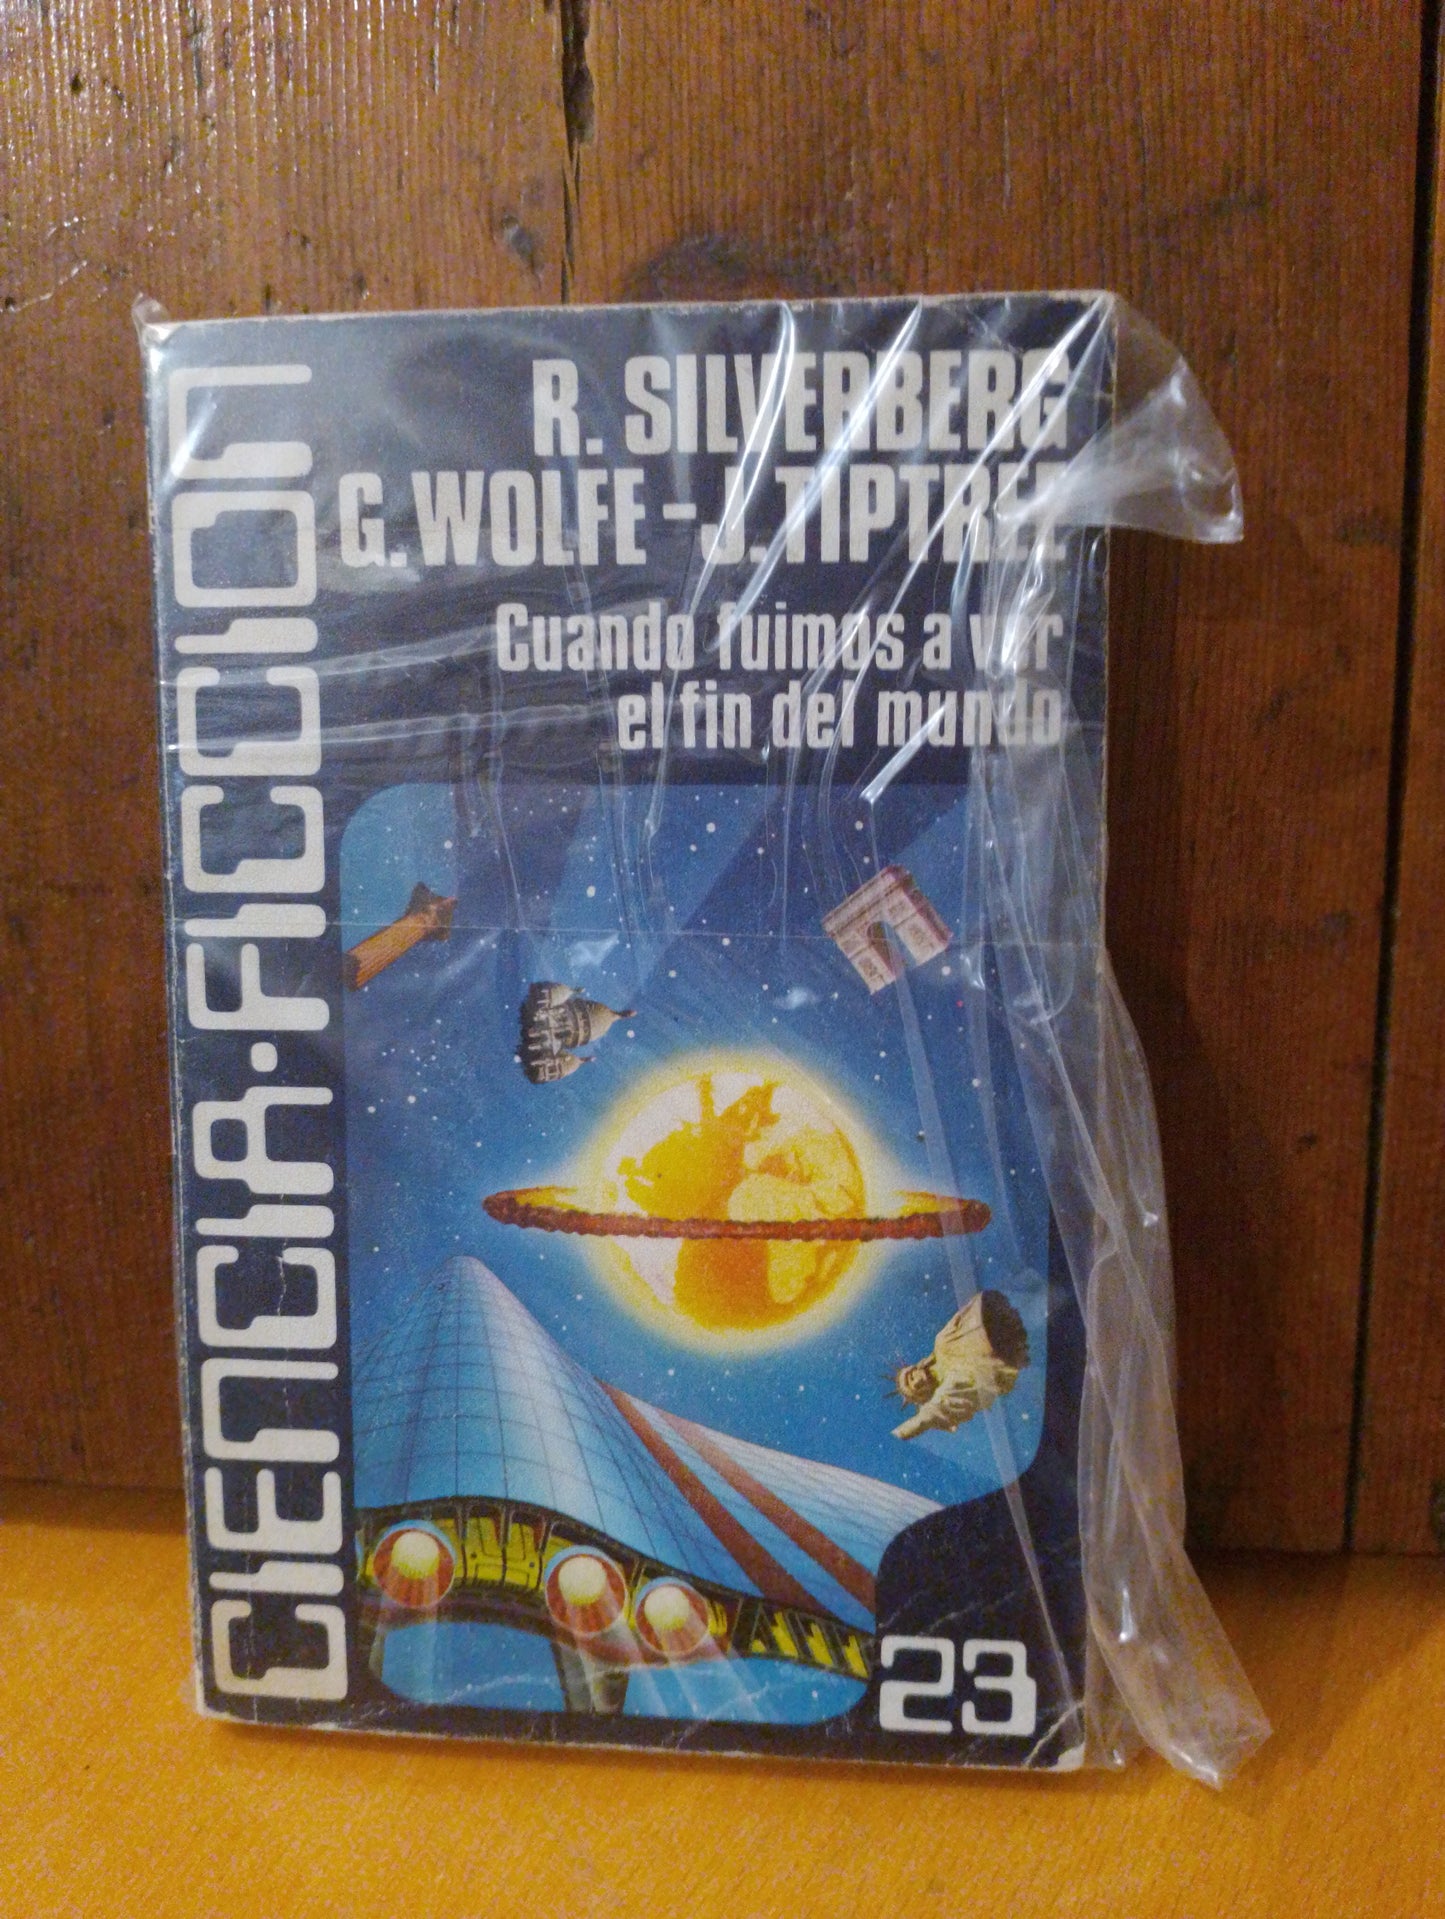 CIENCIA-FICCION
R. SILVERBERG
G. WOLFE - J. TIPTREE
Cuando fuimos a ver
el fin del mundo
23